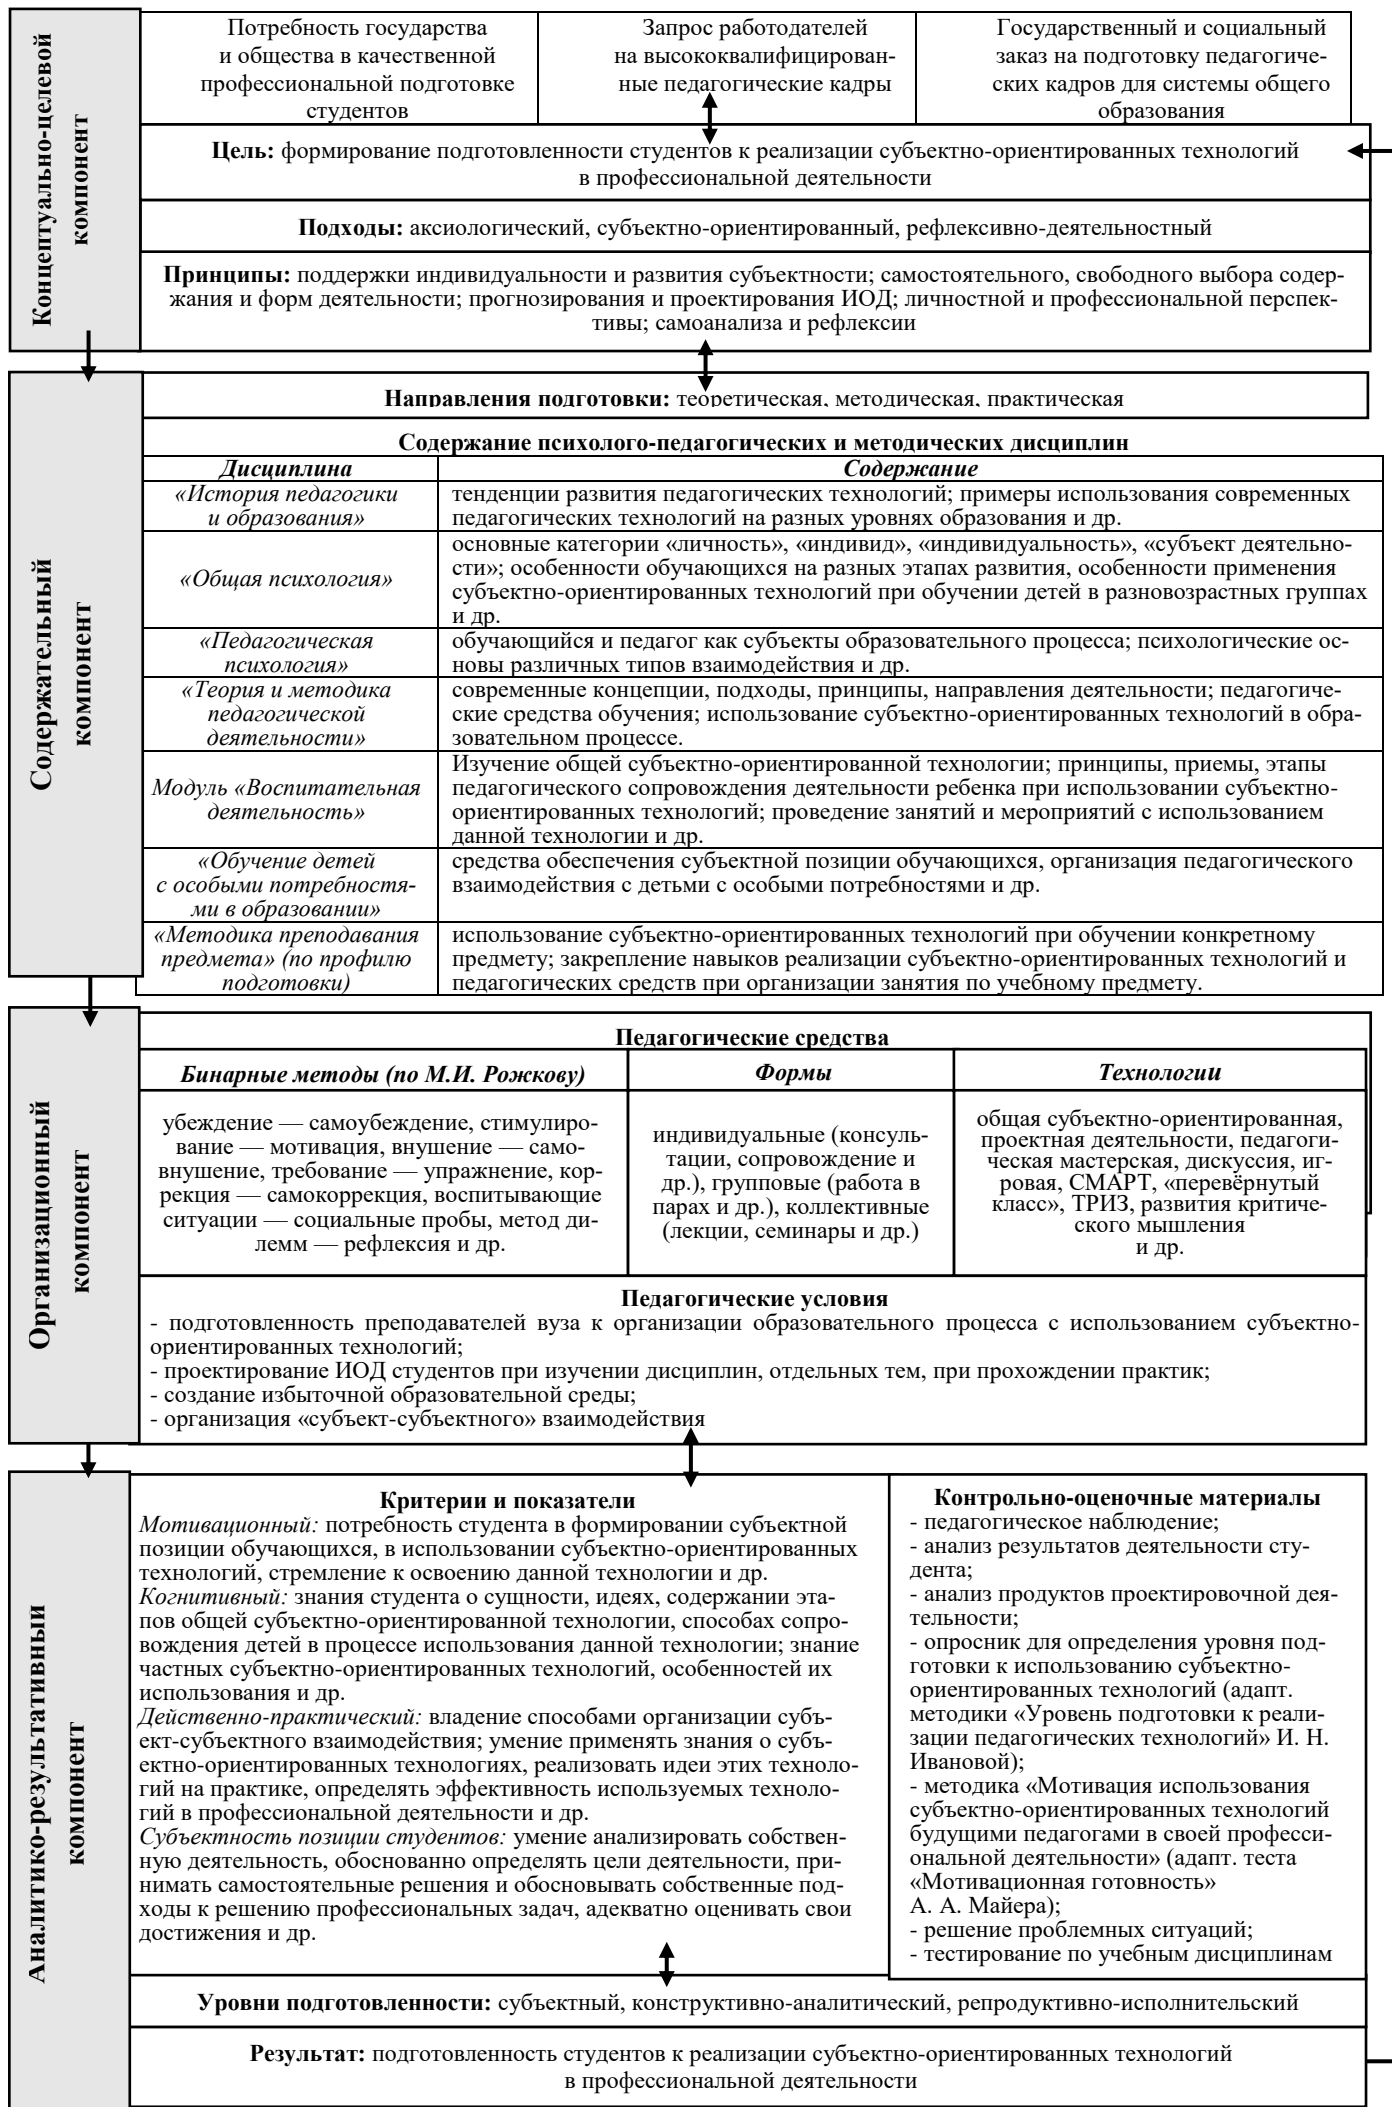 Концептуально-целевой
компонент
Потребность государства
и общества в качественной
профессиональной подготовке
студентов
Запрос работодателей
на высококвалифицирован-
ные педагогические кадры
Государственный и социальный
заказ на подготовку педагогиче-
ских кадров для системы общего
образования
Цель: формирование подготовленности студентов к реализации субъектно-ориентированных технологий
в профессиональной деятельности
Подходы: аксиологический, субъектно-ориентированный, рефлексивно-деятельностный
Принципы: поддержки индивидуальности и развития субъектности; самостоятельного, свободного выбора содер-
жания и форм деятельности; прогнозирования и проектирования ИОД; личностной и профессиональной перспек-
тивы; самоанализа и рефлексии
Содержательный
компонент
Направления подготовки: теоретическая, методическая, практическая
Содержание психолого-педагогических и методических дисциплин
Дисциплина
Содержание
«История педагогики
и образования»
тенденции развития педагогических технологий; примеры использования современных
педагогических технологий на разных уровнях образования и др.
«Общая психология»
основные категории «личность», «индивид», «индивидуальность», «субъект деятельно-
сти»; особенности обучающихся на разных этапах развития, особенности применения
субъектно-ориентированных технологий при обучении детей в разновозрастных группах
и др.
«Педагогическая
психология»
обучающийся и педагог как субъекты образовательного процесса; психологические ос-
новы различных типов взаимодействия и др.
«Теория и методика
педагогической
деятельности»
современные концепции, подходы, принципы, направления деятельности; педагогиче-
ские средства обучения; использование субъектно-ориентированных технологий в обра-
зовательном процессе.
Модуль «Воспитательная
деятельность»
Изучение общей субъектно-ориентированной технологии; принципы, приемы, этапы
педагогического сопровождения деятельности ребенка при использовании субъектно-
ориентированных технологий; проведение занятий и мероприятий с использованием
данной технологии и др.
«Обучение детей
с особыми потребностя-
ми в образовании»
средства обеспечения субъектной позиции обучающихся, организация педагогического
взаимодействия с детьми с особыми потребностями и др.
«Методика преподавания
предмета» (по профилю
подготовки)
использование субъектно-ориентированных технологий при обучении конкретному
предмету; закрепление навыков реализации субъектно-ориентированных технологий и
педагогических средств при организации занятия по учебному предмету.
Организационный
компонент
Педагогические средства
Бинарные методы (по М.И. Рожкову)
Формы
Технологии
убеждение — самоубеждение, стимулиро-
вание — мотивация, внушение — само-
внушение, требование — упражнение, кор-
рекция — самокоррекция, воспитывающие
ситуации — социальные пробы, метод ди-
лемм — рефлексия и др.
индивидуальные (консуль-
тации, сопровождение и
др.), групповые (работа в
парах и др.), коллективные
(лекции, семинары и др.)
общая субъектно-ориентированная,
проектная деятельности, педагоги-
ческая мастерская, дискуссия, иг-
ровая, СМАРТ, «перевёрнутый
класс», ТРИЗ, развития критиче-
ского мышления
и др.
Педагогические условия
- подготовленность преподавателей вуза к организации образовательного процесса с использованием субъектно-
ориентированных технологий;
- проектирование ИОД студентов при изучении дисциплин, отдельных тем, при прохождении практик;
- создание избыточной образовательной среды;
- организация «субъект-субъектного» взаимодействия
Аналитико-результативный
компонент
Критерии и показатели
Мотивационный: потребность студента в формировании субъектной
позиции обучающихся, в использовании субъектно-ориентированных
технологий, стремление к освоению данной технологии и др.
Когнитивный: знания студента о сущности, идеях, содержании эта-
пов общей субъектно-ориентированной технологии, способах сопро-
вождения детей в процессе использования данной технологии; знание
частных субъектно-ориентированных технологий, особенностей их
использования и др.
Действенно-практический: владение способами организации субъ-
ект-субъектного взаимодействия; умение применять знания о субъ-
ектно-ориентированных технологиях, реализовать идеи этих техноло-
гий на практике, определять эффективность используемых техноло-
гий в профессиональной деятельности и др.
Субъектность позиции студентов: умение анализировать собствен-
ную деятельность, обоснованно определять цели деятельности, при-
нимать самостоятельные решения и обосновывать собственные под-
ходы к решению профессиональных задач, адекватно оценивать свои
достижения и др.
Контрольно-оценочные материалы
- педагогическое наблюдение;
- анализ результатов деятельности сту-
дента;
- анализ продуктов проектировочной дея-
тельности;
- опросник для определения уровня под-
готовки к использованию субъектно-
ориентированных технологий (адапт.
методики «Уровень подготовки к реали-
зации педагогических технологий» И. Н.
Ивановой);
- методика «Мотивация использования
субъектно-ориентированных технологий
будущими педагогами в своей професси-
ональной деятельности» (адапт. теста
«Мотивационная готовность»
А. А. Майера);
- решение проблемных ситуаций;
- тестирование по учебным дисциплинам
Уровни подготовленности: субъектный, конструктивно-аналитический, репродуктивно-исполнительский
Результат: подготовленность студентов к реализации субъектно-ориентированных технологий
в профессиональной деятельности